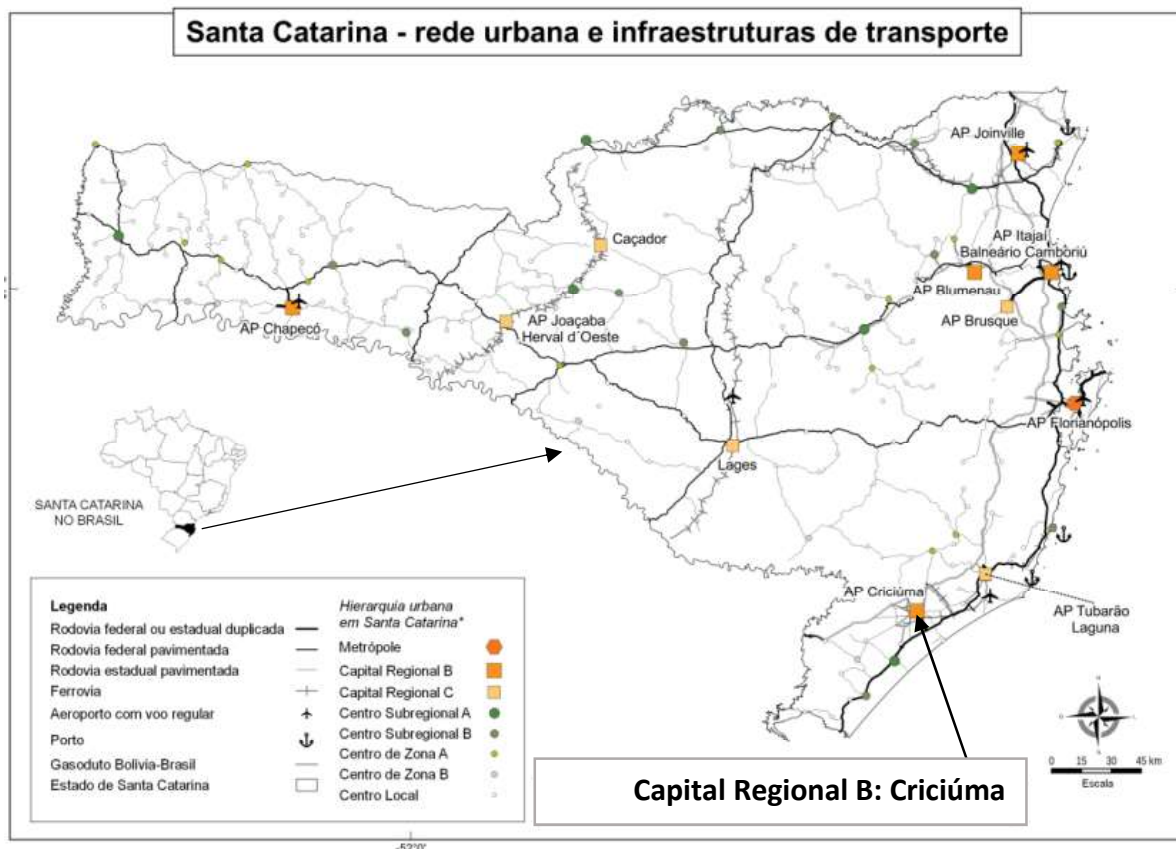 Santa Catarina - rede urbana e infraestruturas de transporte
AP Joinville
AP Itajaí
Balneário Camboriú
Caçador
AP Blumenau
AP Brusque
AP Chapecó
AP Joaçaba
Herval d´Oeste
AP Florianópolis
Lages
SANTA CATARINA
NO BRASIL
AP Criciúma
AP Tubarão
Laguna
Legenda
Rodovia federal ou estadual duplicada
Rodovia federal pavimentada
Rodovia estadual pavimentada
Ferrovia
Aeroporto com voo regular
Porto
Gasoduto Bolívia-Brasil
Estado de Santa Catarina
Hierarquia urbana
em Santa Catarina*
Metrópole
Capital Regional B
Capital Regional C
Centro Subregional A
Centro Subregional B
Centro de Zona A
Centro de Zona B
Centro Local
0 15 30 45 km
Escala
Capital Regional B: Criciúma